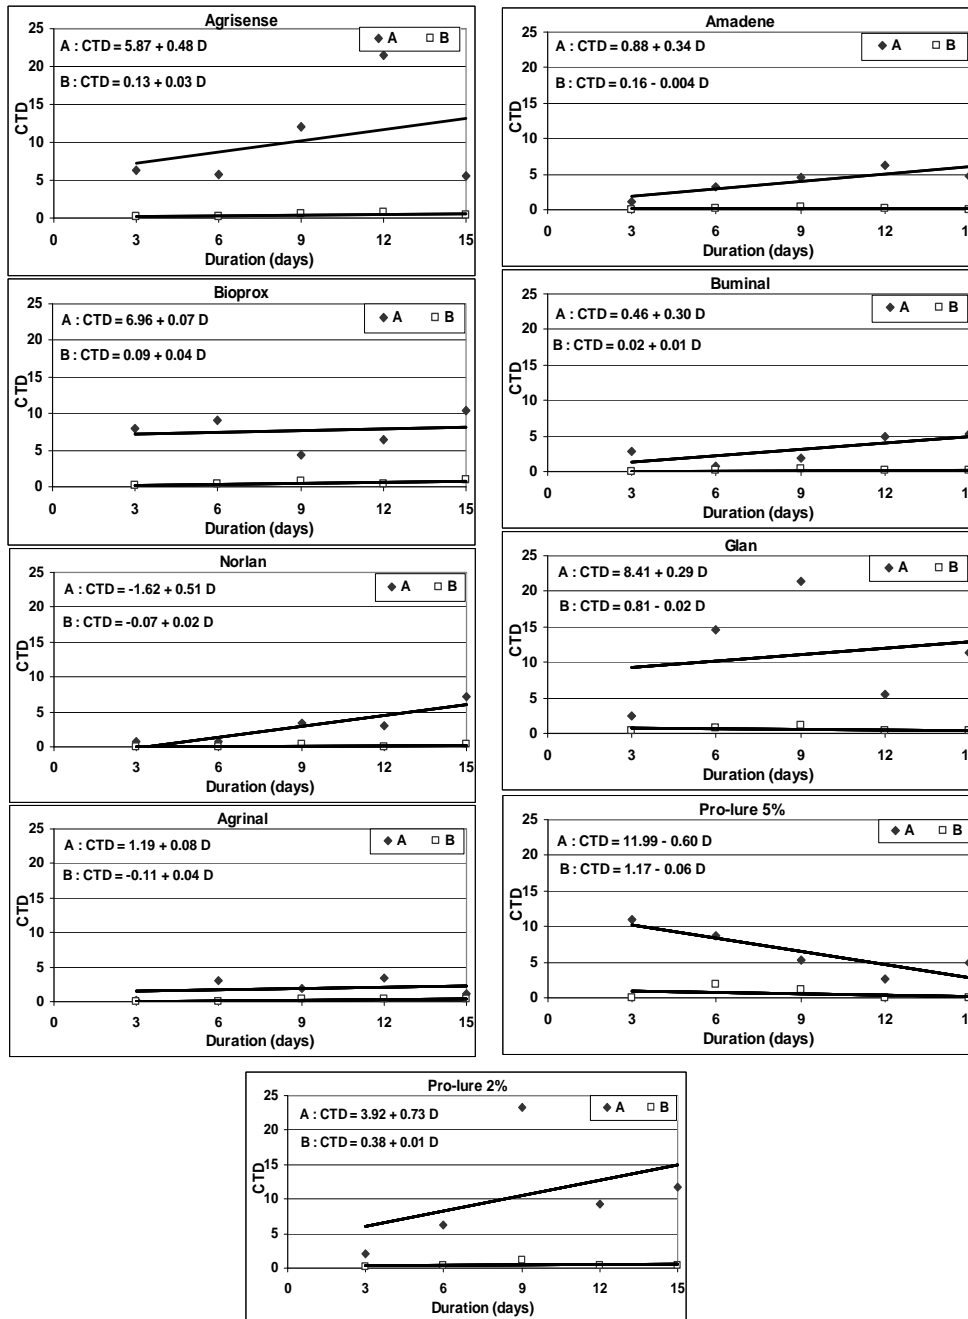 Agrisense
A B
A : CTD = 5.87 + 0.48 D
B : CTD = 0.13 + 0.03 D
CTD
25
20
15
10
5
0
0 3 6 9 12 15
Duration (days)
Amadene
A B
A : CTD = 0.88 + 0.34 D
B : CTD = 0.16 - 0.004 D
CTD
25
20
15
10
5
0
0 3 6 9 12
Duration (days)
Bioprox
A B
A : CTD = 6.96 + 0.07 D
B : CTD = 0.09 + 0.04 D
CTD
25
20
15
10
5
0
0 3 6 9 12 15
Duration (days)
Buminal
A B
A : CTD = 0.46 + 0.30 D
B : CTD = 0.02 + 0.01 D
CTD
25
20
15
10
5
0
0 3 6 9 12
Duration (days)
Norlan
A B
A : CTD = -1.62 + 0.51 D
B : CTD = -0.07 + 0.02 D
CTD
25
20
15
10
5
0
0 3 6 9 12 15
Duration (days)
Glan
A B
A : CTD = 8.41 + 0.29 D
B : CTD = 0.81 - 0.02 D
CTD
25
20
15
10
5
0
0 3 6 9 12
Duration (days)
Agrinal
A B
A : CTD = 1.19 + 0.08 D
B : CTD = -0.11 + 0.04 D
CTD
25
20
15
10
5
0
0 3 6 9 12 15
Duration (days)
Pro-lure 5%
A B
A : CTD = 11.99 - 0.60 D
B : CTD = 1.17 - 0.06 D
CTD
25
20
15
10
5
0
0 3 6 9 12
Duration (days)
Pro-lure 2%
A B
A : CTD = 3.92 + 0.73 D
B : CTD = 0.38 + 0.01 D
CTD
25
20
15
10
5
0
0 3 6 9 12 15
Duration (days)